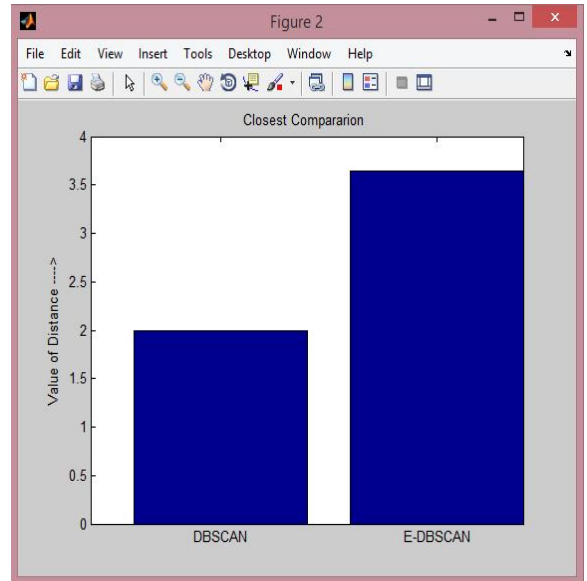 Figure 2
File Edit View Insert Tools Desktop Window Help
Closest Compararion
4
3.5
3
2.5
2
1.5
1
0.5
0
Value of Distance ---->
DBSCAN E-DBSCAN